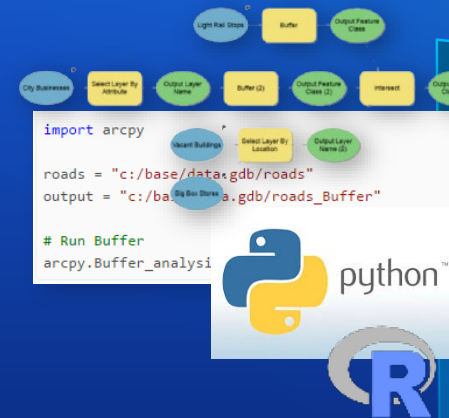 Light Rail Stops
Buffer
Output Feature Class
City Businesses
Select Layer By Attribute
Output Layer Name
Buffer (2)
Output Feature Class (2)
Intersect
import arcpy
Vacant Buildings
Select Layer By Location
Output Layer Name (2)
roads = "c:/base/data.gdb/roads"
output = "c:/ba a.gdb/roads_Buffer"
Big Box Stores
# Run Buffer
arcpy.Buffer_analysi
python™
R